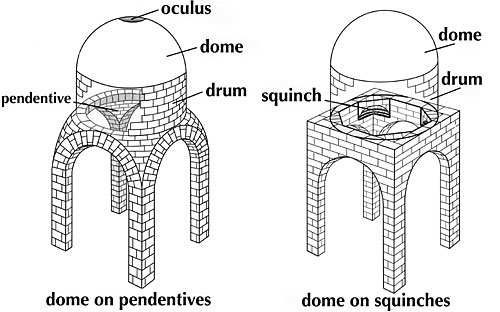 oculus
dome
drum
pendentive
dome on pendentives
dome
drum
squinch
dome on squinches